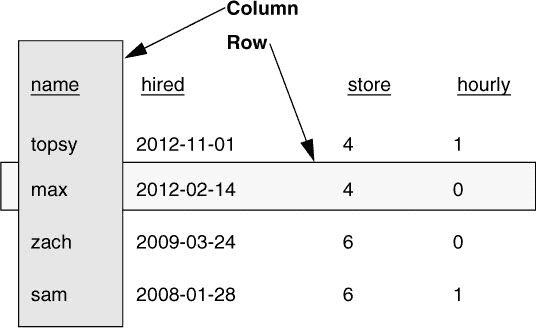 Column
Row
name hired store hourly
topsy 2012-11-01 4 1
max 2012-02-14 4 0
zach 2009-03-24 6 0
sam 2008-01-28 6 1